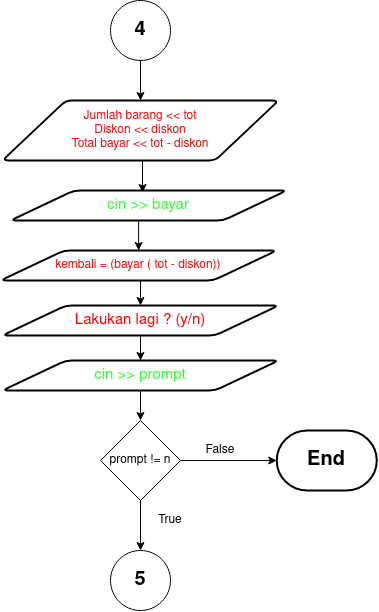 4
Jumlah barang << tot
Diskon << diskon
Total bayar << tot - diskon
cin >> bayar
kembali = (bayar ( tot - diskon))
Lakukan lagi ? (y/n)
cin >> prompt
prompt != n
False
End
True
5